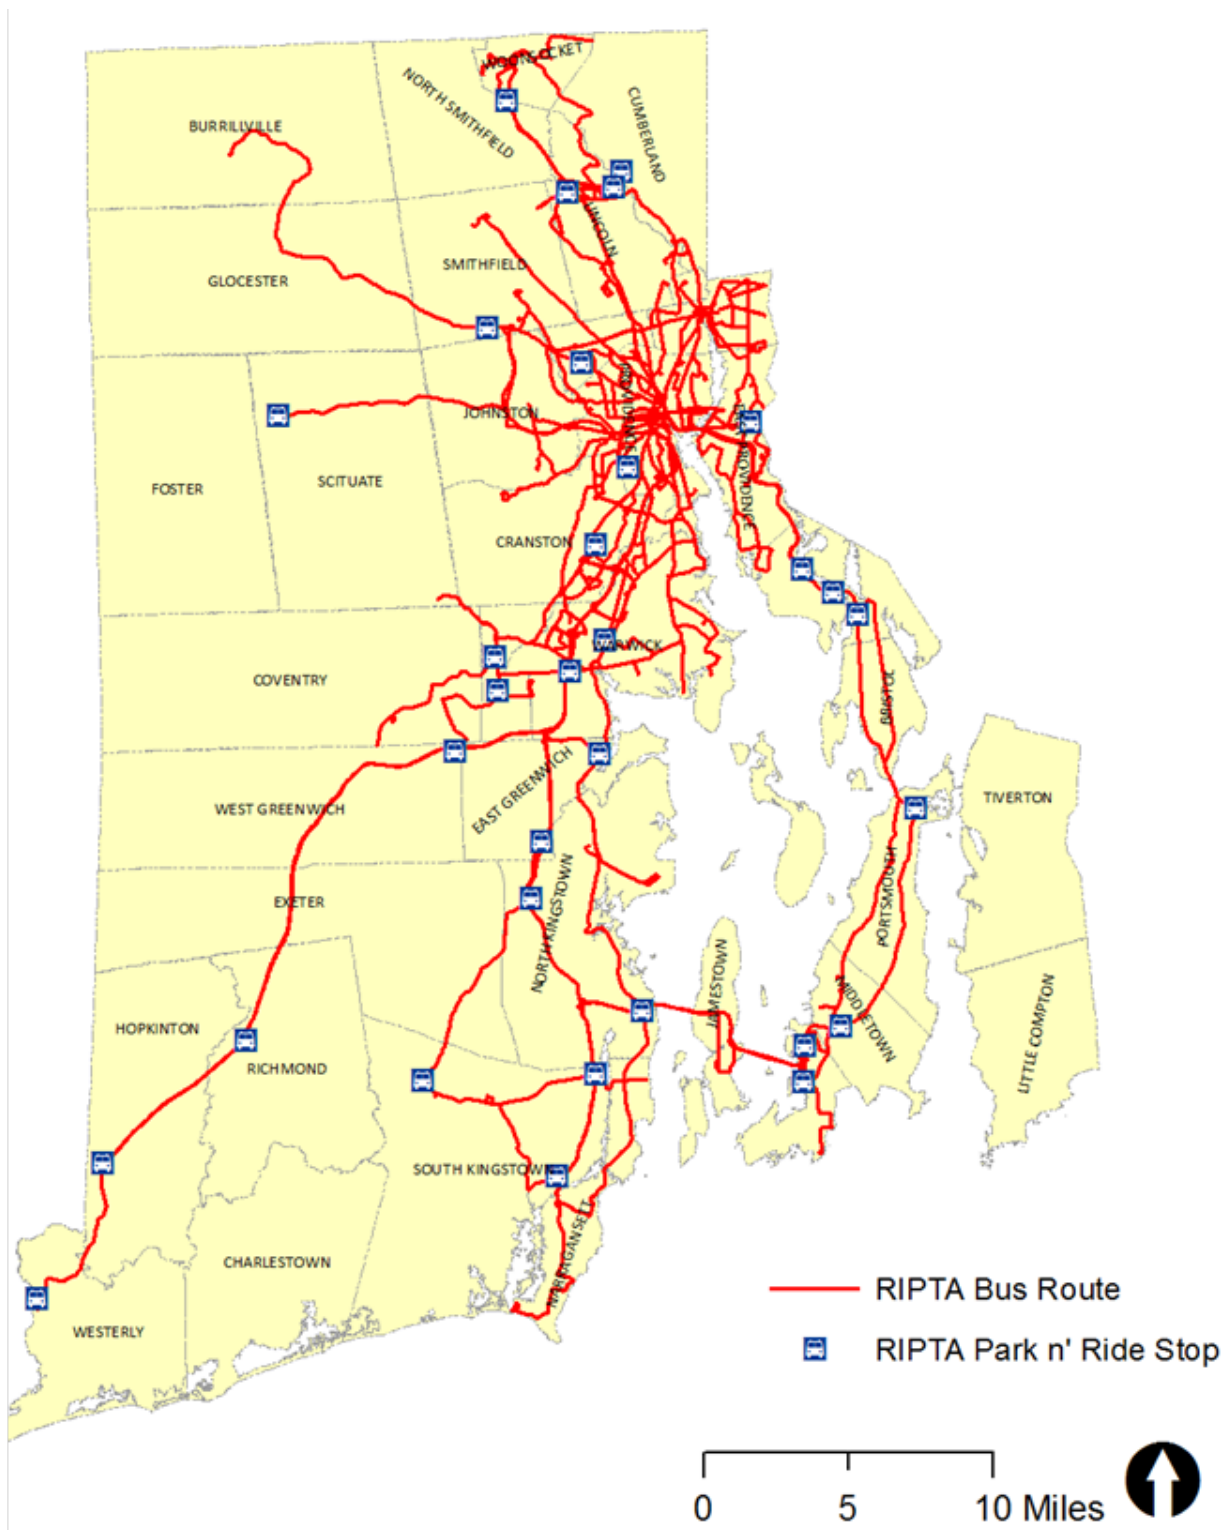 WOONSOCKET
NORTH SMITHFIELD
CUMBERLAND
BURRILLVILLE
LINCOLN
SMITHFIELD
GLOCESTER
PROVIDENCE
JOHNSTON
EAST PROVIDENCE
SCITUATE
FOSTER
CRANSTON
WARWICK
COVENTRY
BRISTOL
EAST GREENWICH
TIVERTON
WEST GREENWICH
PORTSMOUTH
EXETER
NORTH KINGSTOWN
JAMESTOWN
MIDDLETOWN
HOPKINTON
LITTLE COMPTON
RICHMOND
SOUTH KINGSTOWN
NARRAGANSETT
CHARLESTOWN
WESTERLY
RIPTA Bus Route
RIPTA Park n' Ride Stop
0 5 10 Miles